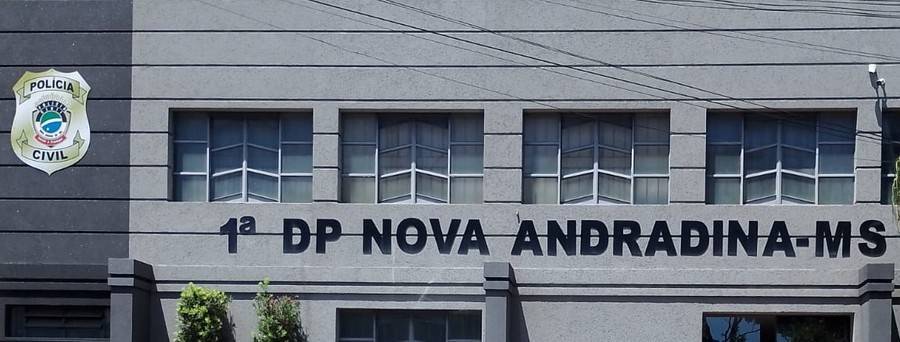 POLÍCIA
CIVIL
1ª DP NOVA ANDRADINA-MS